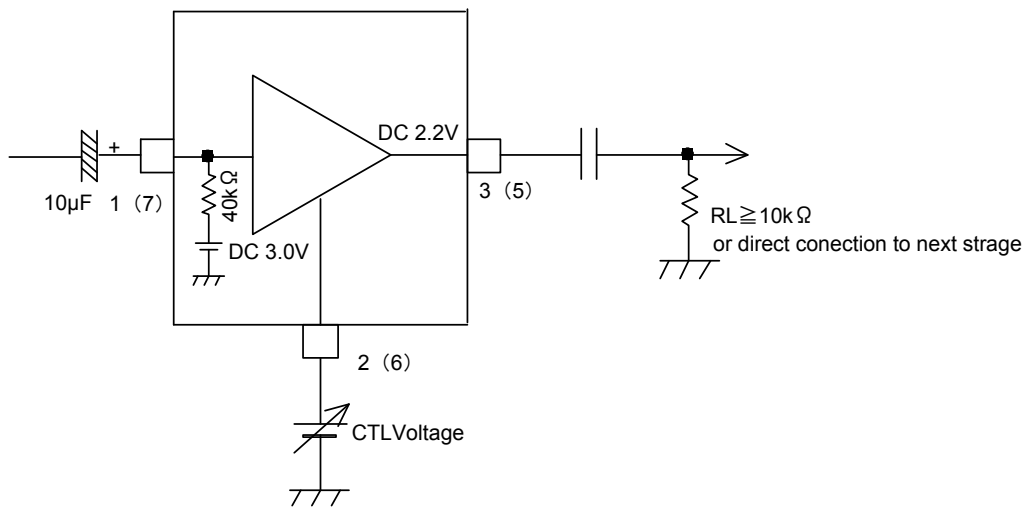 DC 2.2V
+
10μF
1 (7)
40kΩ
3 (5)
DC 3.0V
RL≧10kΩ
or direct conection to next strage
2 (6)
CTLVoltage